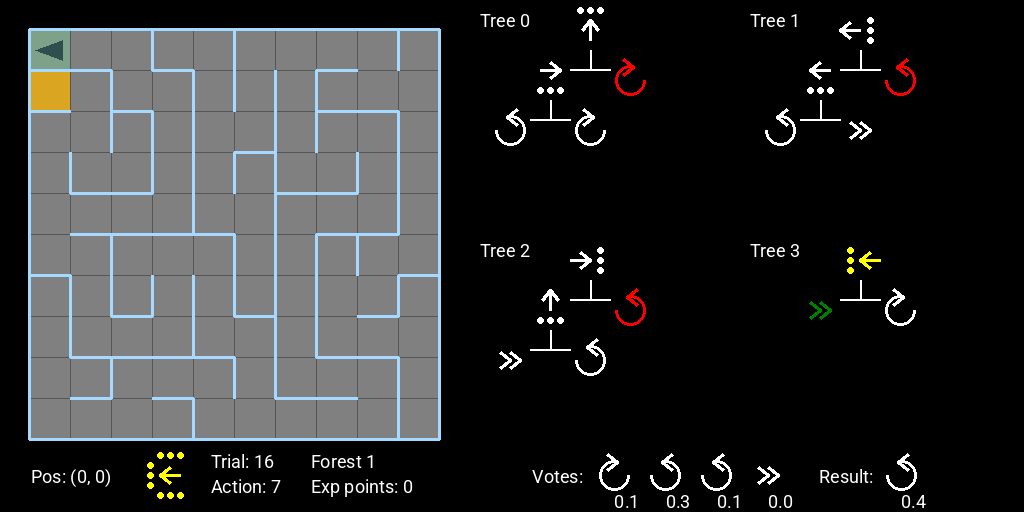 Tree 0
Tree 1
Tree 2
Tree 3
Pos: (0, 0)
Trial: 16
Forest 1
Action: 7
Exp points: 0
Votes:
0.1
0.3
0.1
0.0
Result:
0.4